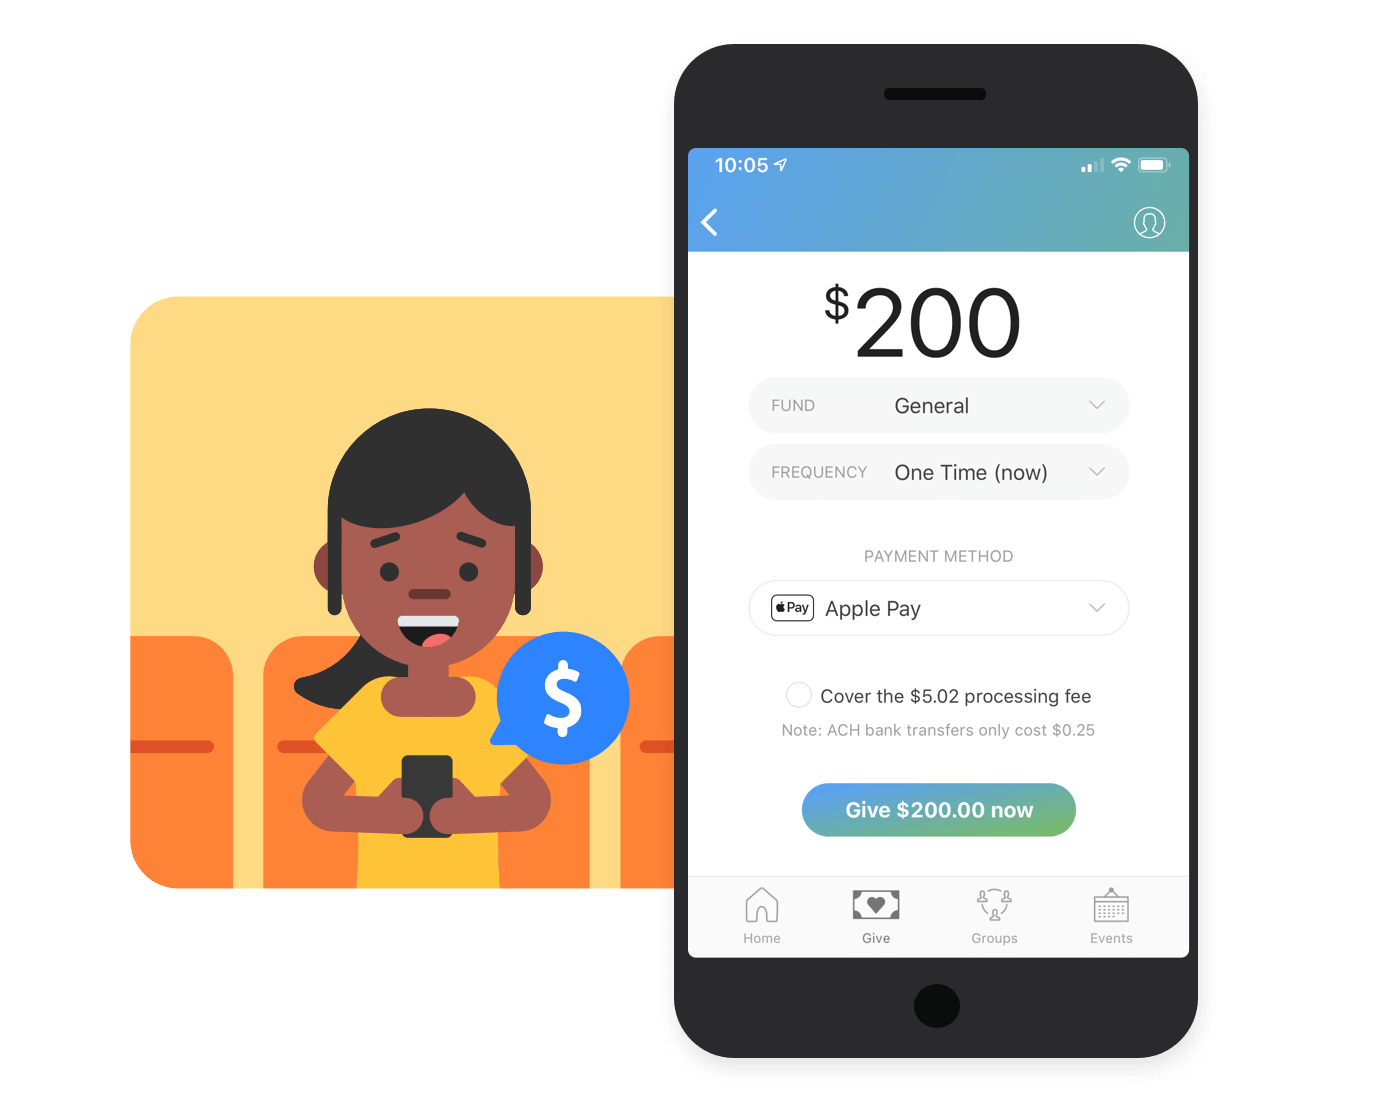 10:05
$200
FUND General
FREQUENCY One Time (now)
PAYMENT METHOD
Pay Apple Pay
Cover the $5.02 processing fee
Note: ACH bank transfers only cost $0.25
$
Give $200.00 now
Home Give Groups Events